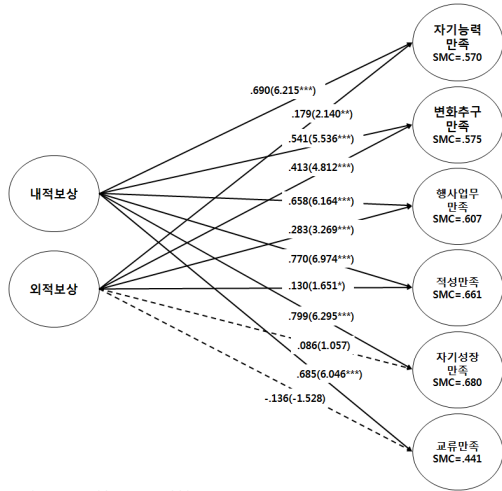 자기능력
만족
SMC=.570
.690(6.215***)
.179(2.140**)
변화추구
만족
SMC=.575
.541(5.536***)
.413(4.812***)
내적보상
행사업무
만족
SMC=.607
.658(6.164***)
.283(3.269***)
.770(6.974***)
외적보상
적성만족
SMC=.661
.130(1.651*)
.799(6.295***)
.086(1.057)
자기성장
만족
SMC=.680
.685(6.046***)
-.136(-1.528)
교류만족
SMC=.441